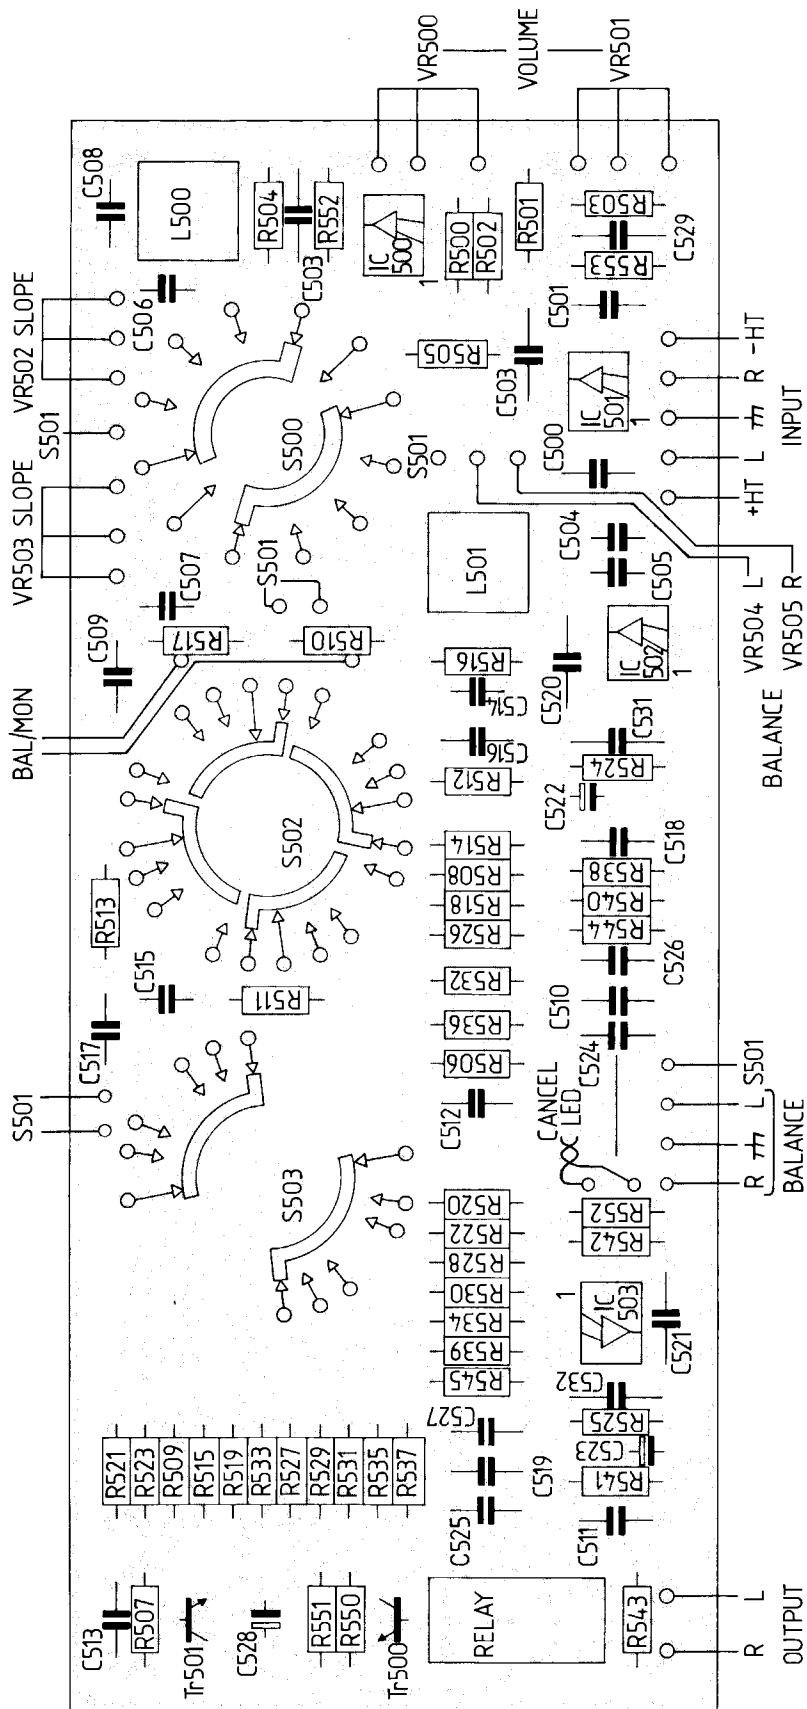 VR500
VOLUME
VR501
C508
L500
R504
C503
R552
IC
500
1
R500
R502
R501
R503
C529
R553
C501
VR502 SLOPE
C506
S501
S500
R505
C503
IC
501
1
-HT
R
L
+HT
INPUT
VR503 SLOPE
S501
C500
C507
S501
L501
C504
C505
C509
R517
R510
R516
C520
IC
502
1
VR504 L
VR505 R
BALANCE
BAL/MON
C514
C516
R512
C531
R524
C522
S502
R514
R508
R518
R526
C518
R538
R540
R544
C526
R513
C515
R511
R532
R536
R506
C510
C524
C517
S501
C512
CANCEL
LED
S501
L
R
BALANCE
S503
R520
R522
R528
R530
R534
R539
R545
R552
R542
1
IC
503
C521
C532
R525
C523
R541
C511
C527
C519
C525
R521
R523
R509
R515
R519
R533
R527
R529
R531
R535
R537
C513
R507
Tr501
C528
R551
R550
Tr500
RELAY
R543
L
R
OUTPUT